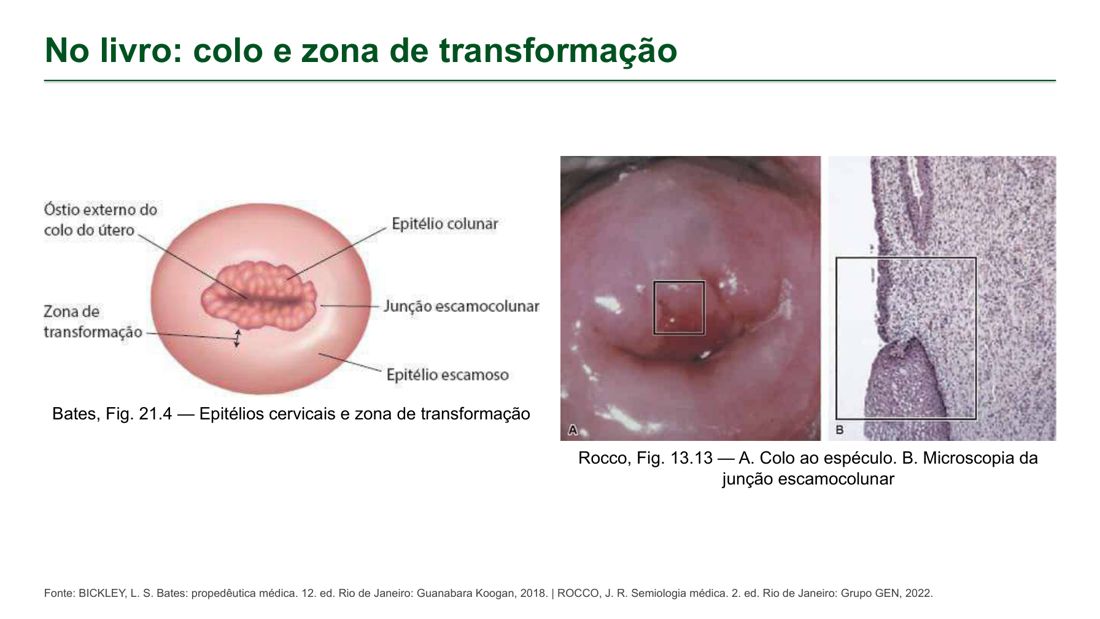 No livro: colo e zona de transformação
Óstio externo do
colo do útero
Epitélio colunar
Zona de
transformação
Junção escamocolunar
Epitélio escamoso
Bates, Fig. 21.4 — Epitélios cervicais e zona de transformação
A
B
Rocco, Fig. 13.13 — A. Colo ao espéculo. B. Microscopia da
junção escamocolunar
Fonte: BICKLEY, L. S. Bates: propedêutica médica. 12. ed. Rio de Janeiro: Guanabara Koogan, 2018. | ROCCO, J. R. Semiologia médica. 2. ed. Rio de Janeiro: Grupo GEN, 2022.